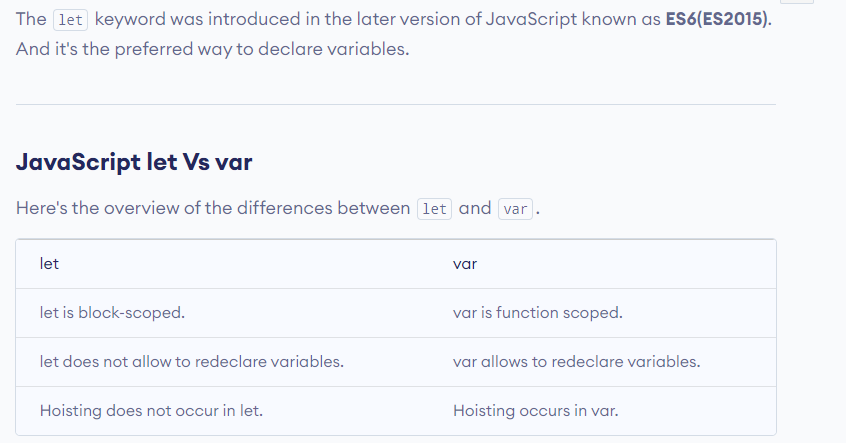 The let keyword was introduced in the later version of JavaScript known as ES6(ES2015).
And it's the preferred way to declare variables.
JavaScript let Vs var
Here's the overview of the differences between let and var .
let var
let is block-scoped. var is function scoped.
let does not allow to redeclare variables. var allows to redeclare variables.
Hoisting does not occur in let. Hoisting occurs in var.